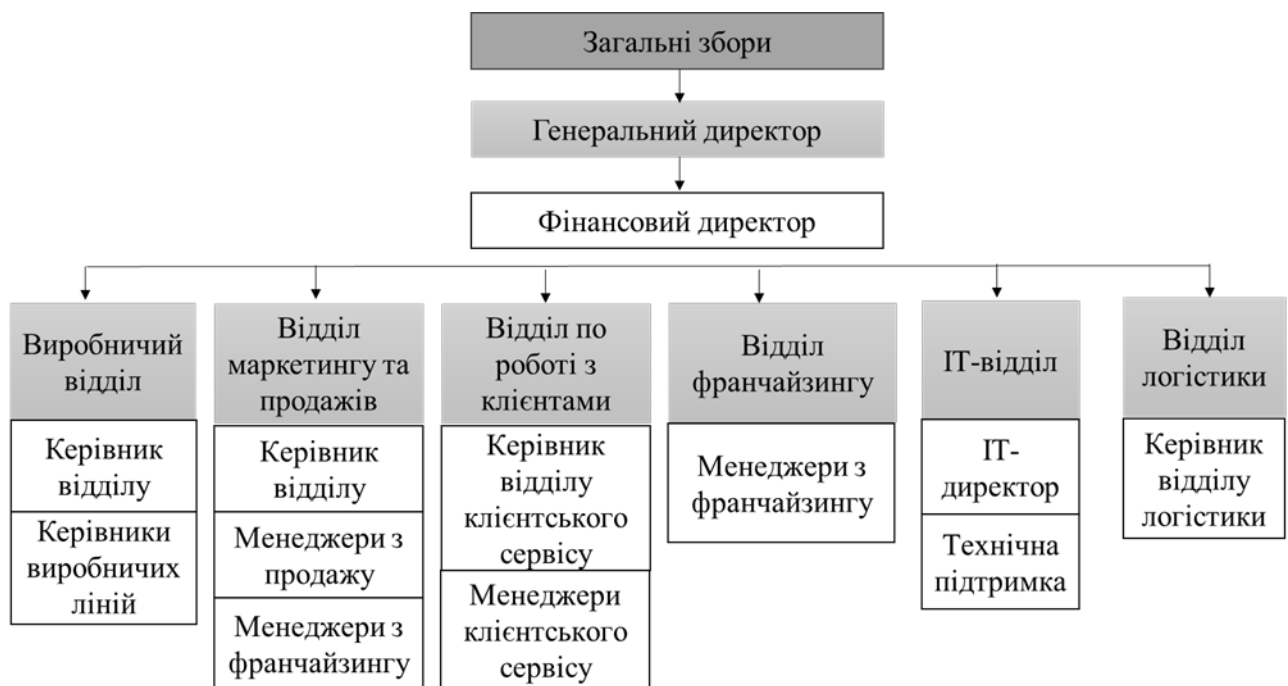 Загальні збори
Генеральний директор
Фінансовий директор
Виробничий
відділ
Керівник
відділу
Керівники
виробничих
ліній
Відділ
маркетингу та
продажів
Керівник
відділу
Менеджери з
продажу
Менеджери з
франчайзингу
Відділ по
роботі з
клієнтами
Керівник
відділу
клієнтського
сервісу
Менеджери
клієнтського
сервісу
Відділ
франчайзингу
Менеджери з
франчайзингу
ІТ-відділ
ІТ-
директор
Технічна
підтримка
Відділ
логістики
Керівник
відділу
логістики